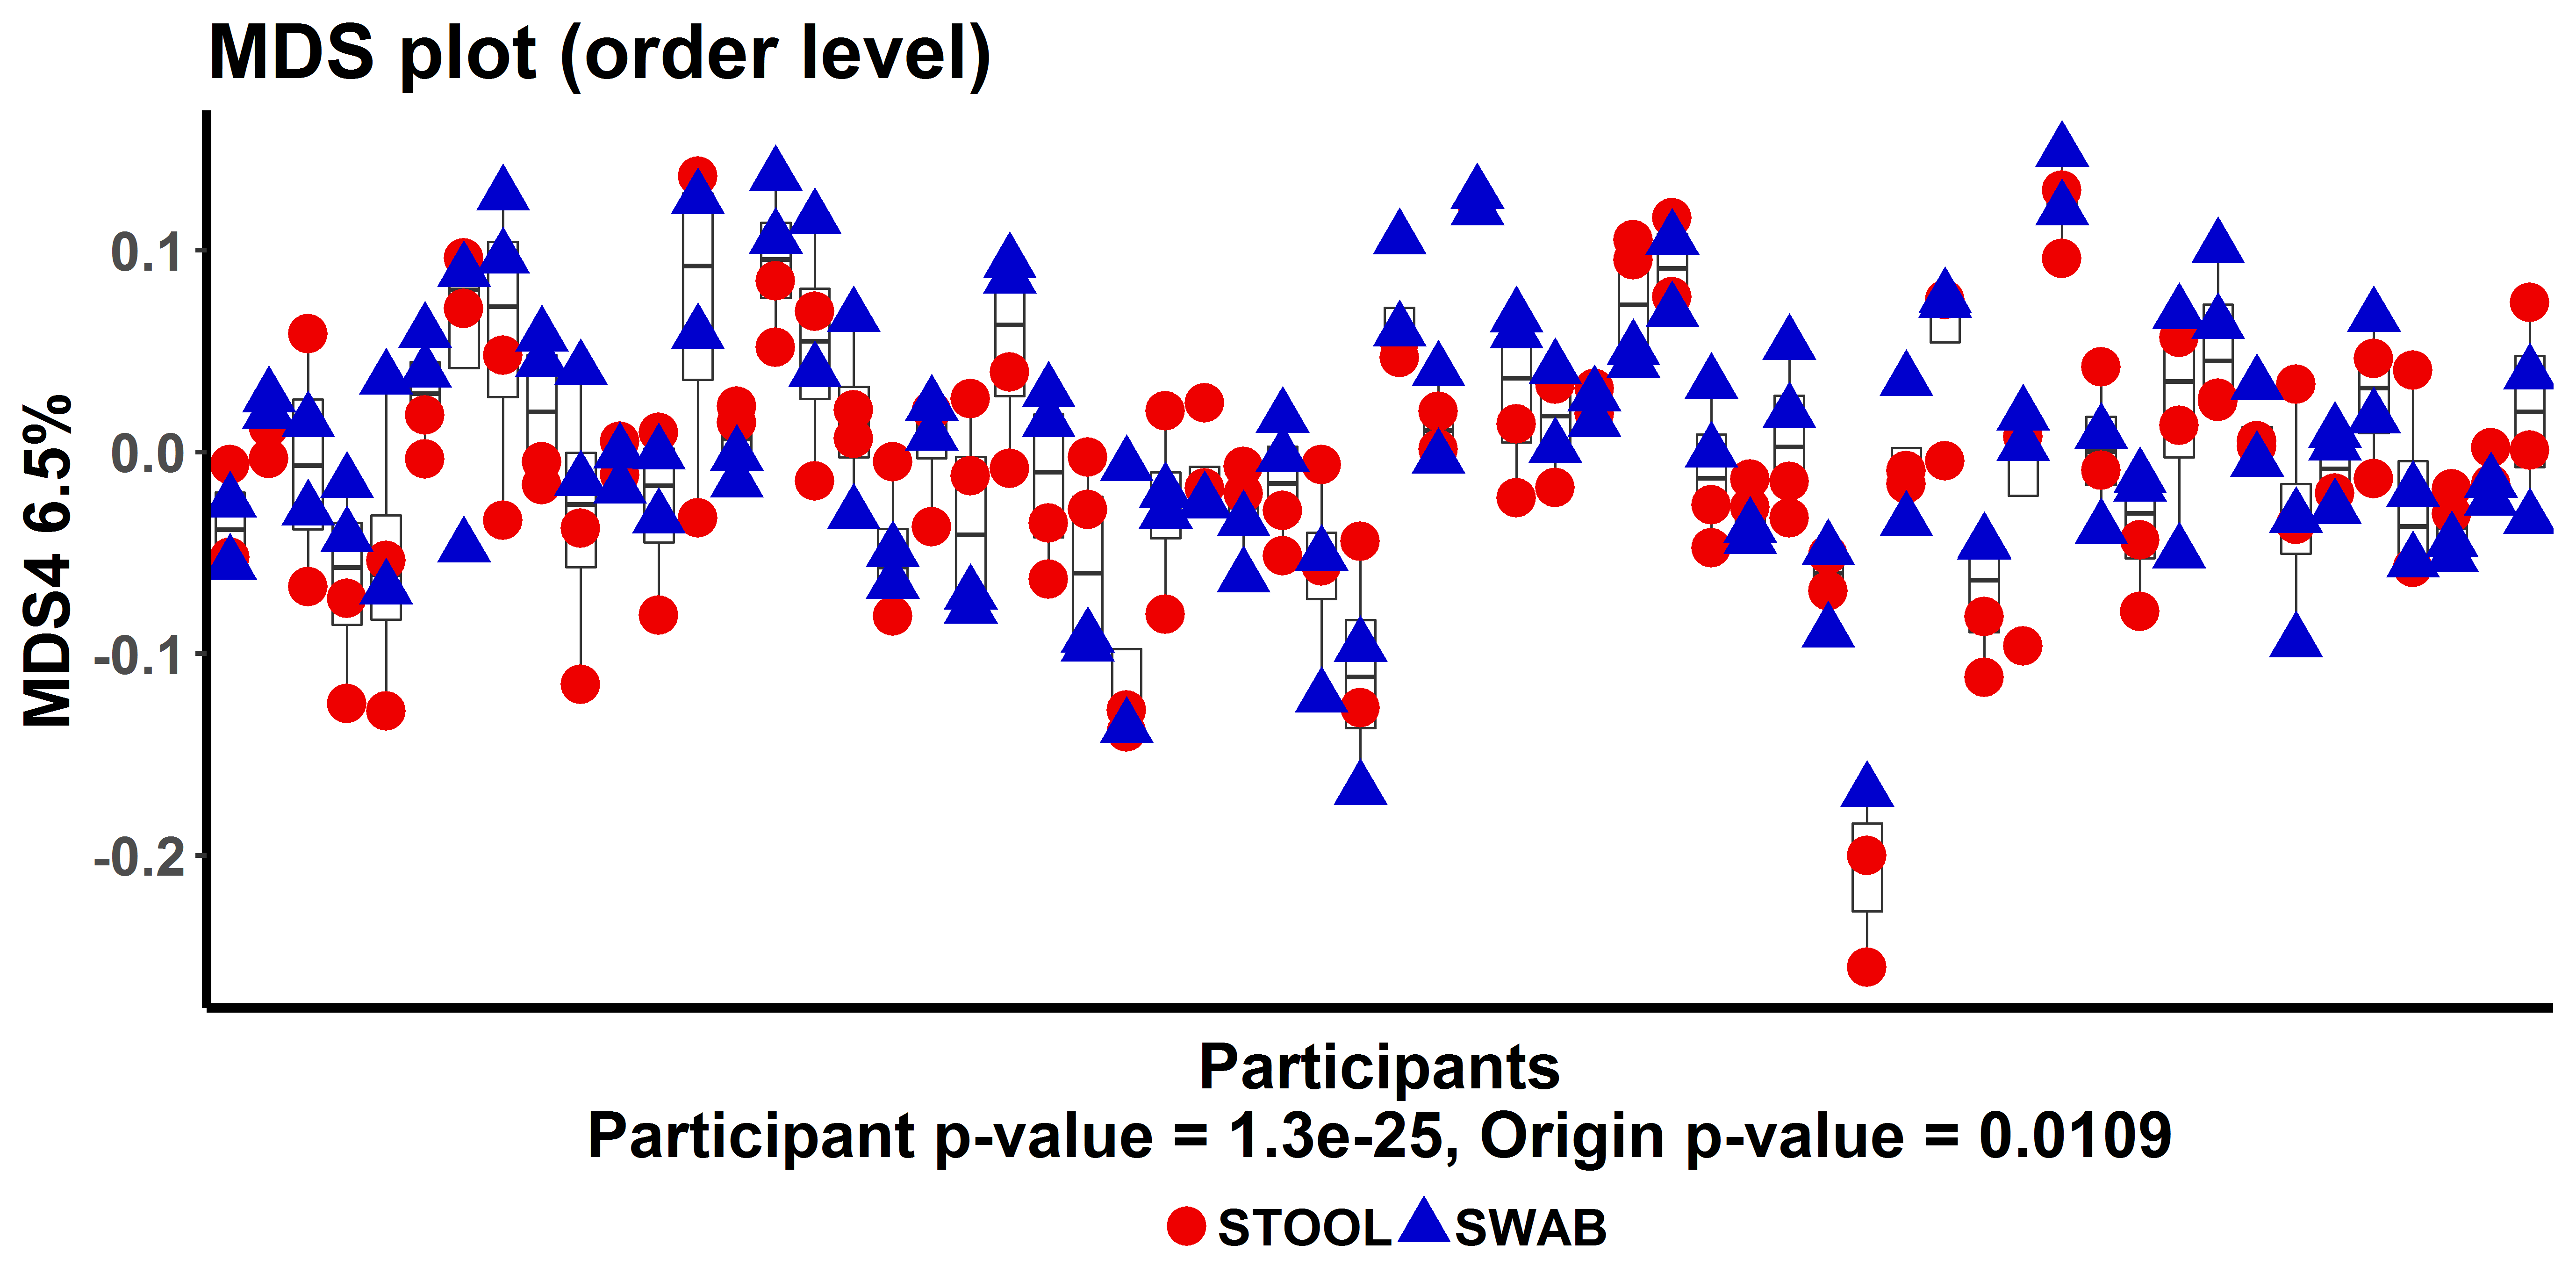 MDS plot (order level)
MDS4 6.5%
0.1
0.0
-0.1
-0.2
Participants
Participant p-value = 1.3e-25, Origin p-value = 0.0109
STOOL SWAB